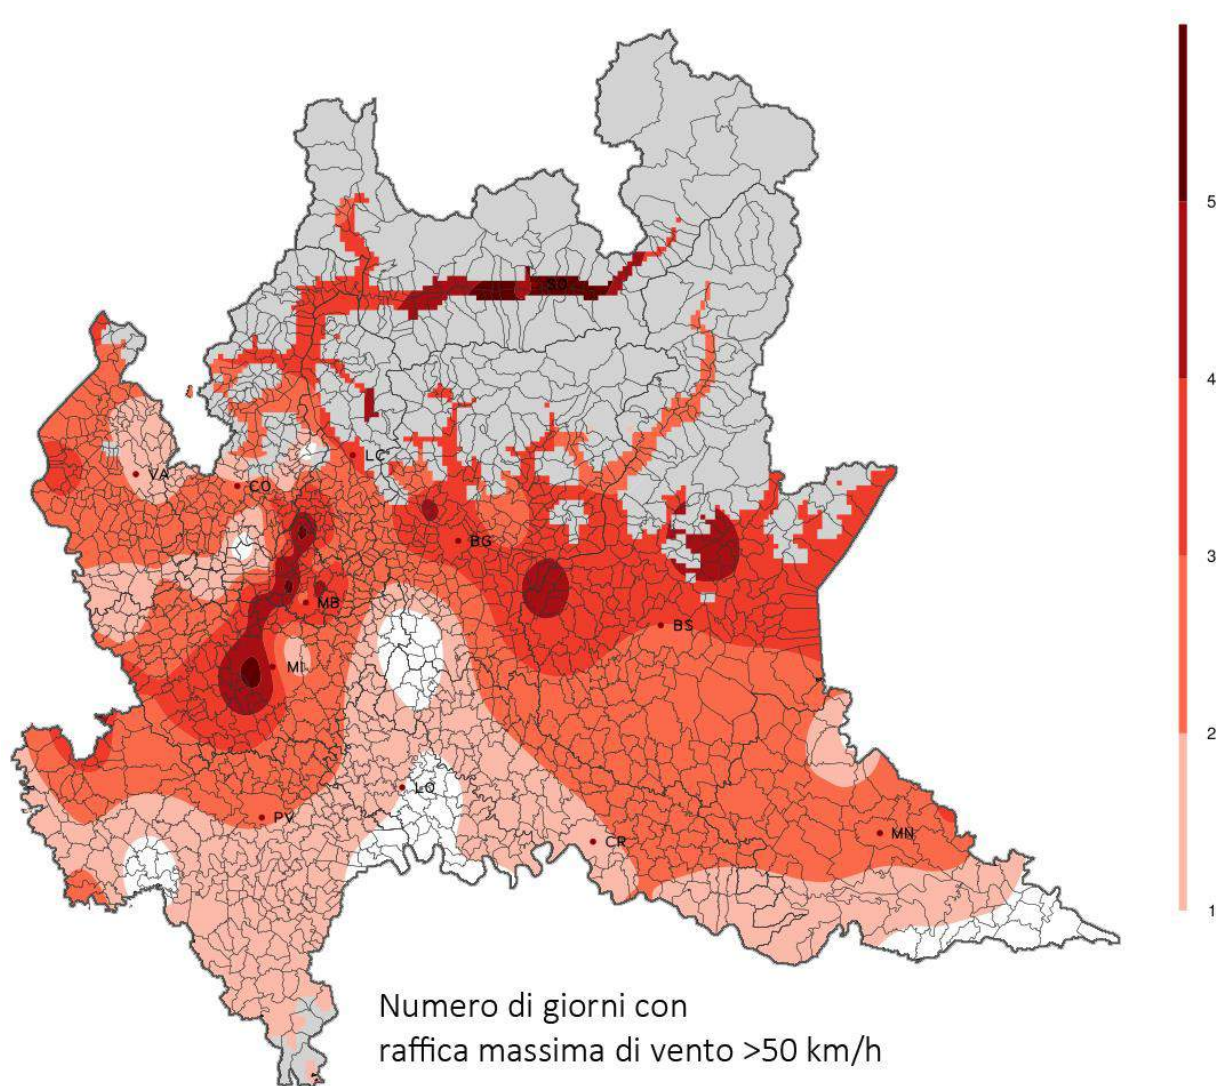 5
SO
4
VA
LC
CO
BG
3
MB
BS
MI
2
LO
PV
MN
CR
1
Numero di giorni con
raffica massima di vento >50 km/h